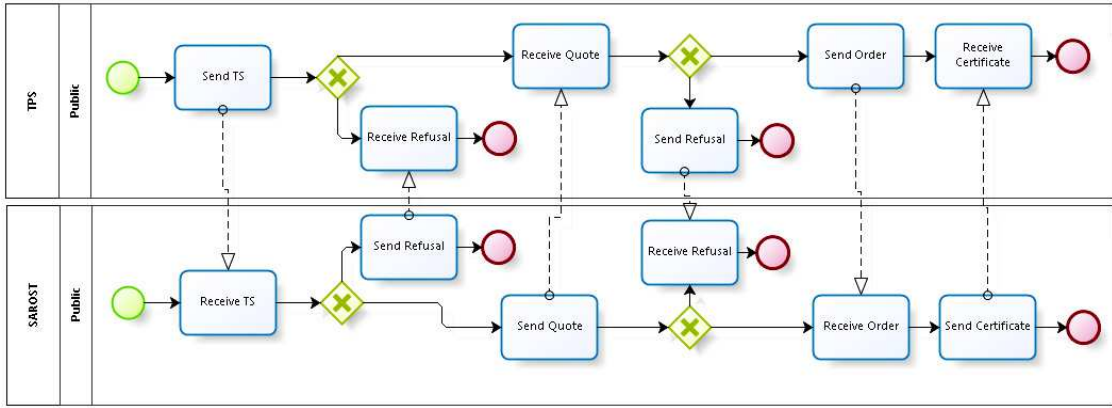 TPS
Public
Send TS
Receive Quote
Send Order
Receive
Certificate
Receive Refusal
Send Refusal
SAROST
Public
Send Refusal
Receive Refusal
Receive TS
Send Quote
Receive Order
Send Certificate